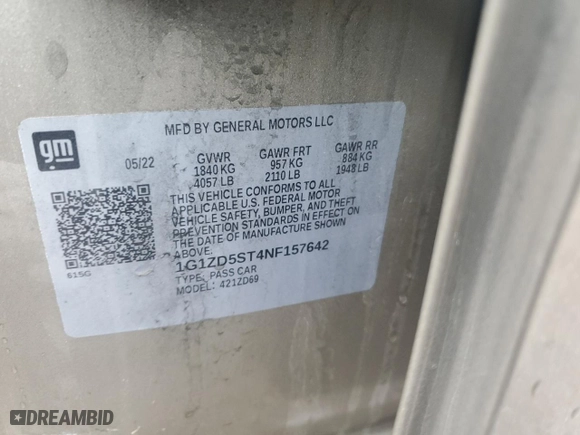 MFD BY GENERAL MOTORS LLC
gm
05/22 GVWR GAWR FRT GAWR RR
1840 KG 957 KG 884 KG
4057 LB 2110 LB 1948 LB
THIS VEHICLE CONFORMS TO ALL
APPLICABLE U.S. FEDERAL MOTOR
VEHICLE SAFETY, BUMPER, AND THEFT
PREVENTION STANDARDS IN EFFECT ON
THE DATE OF MANUFACTURE SHOWN
ABOVE.
1G1ZD5ST4NF157642
615G
TYPE: PASS CAR
MODEL: 421ZD69
DREAMBID